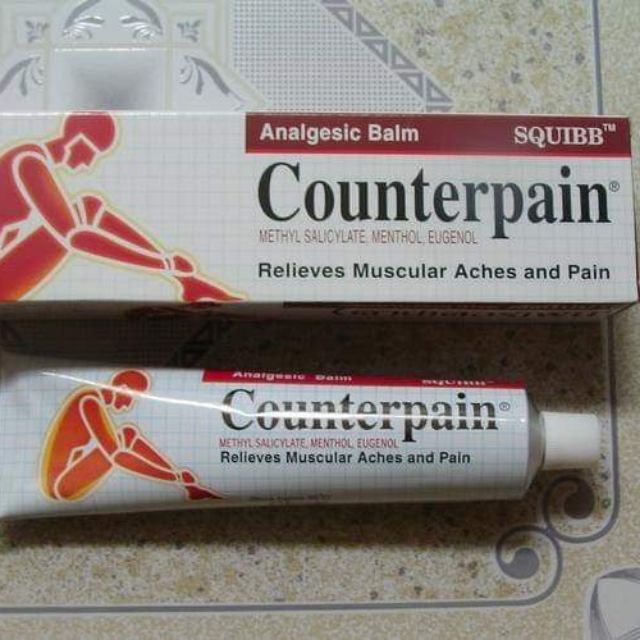 Analgesic Balm SQUIBB™
Counterpain®
METHYL SALICYLATE, MENTHOL, EUGENOL
Relieves Muscular Aches and Pain
Analgesic Balm SQUIBB™
Counterpain®
METHYL SALICYLATE, MENTHOL, EUGENOL
Relieves Muscular Aches and Pain